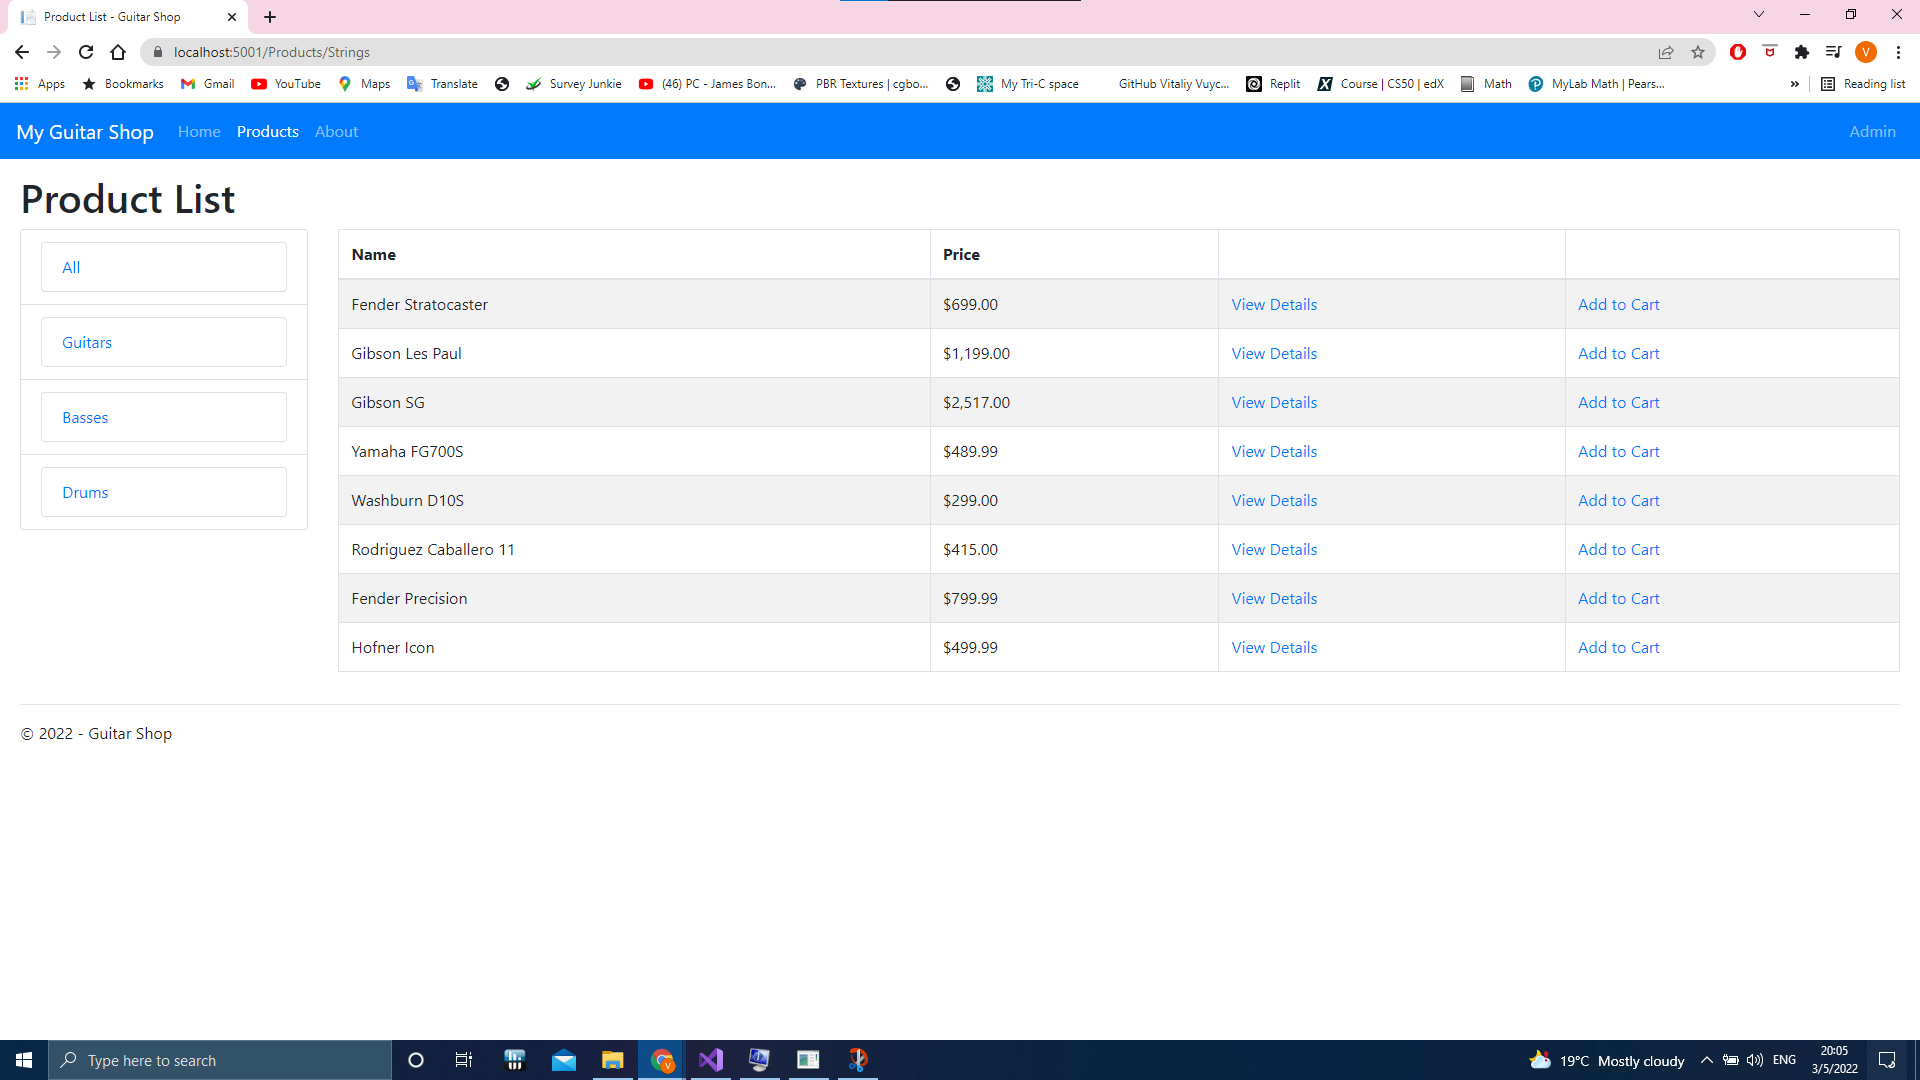 Product List - Guitar Shop
localhost:5001/Products/Strings
V
Apps Bookmarks Gmail YouTube Maps Translate Survey Junkie (46) PC - James Bon... PBR Textures | cgbo... My Tri-C space GitHub Vitaliy Vuyc... Replit Course | CS50 | edX Math MyLab Math | Pears... » Reading list
My Guitar Shop Home Products About Admin
Product List
All
Guitars
Basses
Drums
Name Price
Fender Stratocaster $699.00 View Details Add to Cart
Gibson Les Paul $1,199.00 View Details Add to Cart
Gibson SG $2,517.00 View Details Add to Cart
Yamaha FG700S $489.99 View Details Add to Cart
Washburn D10S $299.00 View Details Add to Cart
Rodriguez Caballero 11 $415.00 View Details Add to Cart
Fender Precision $799.99 View Details Add to Cart
Hofner Icon $499.99 View Details Add to Cart
© 2022 - Guitar Shop
Type here to search
19°C Mostly cloudy
ENG
20:05
3/5/2022